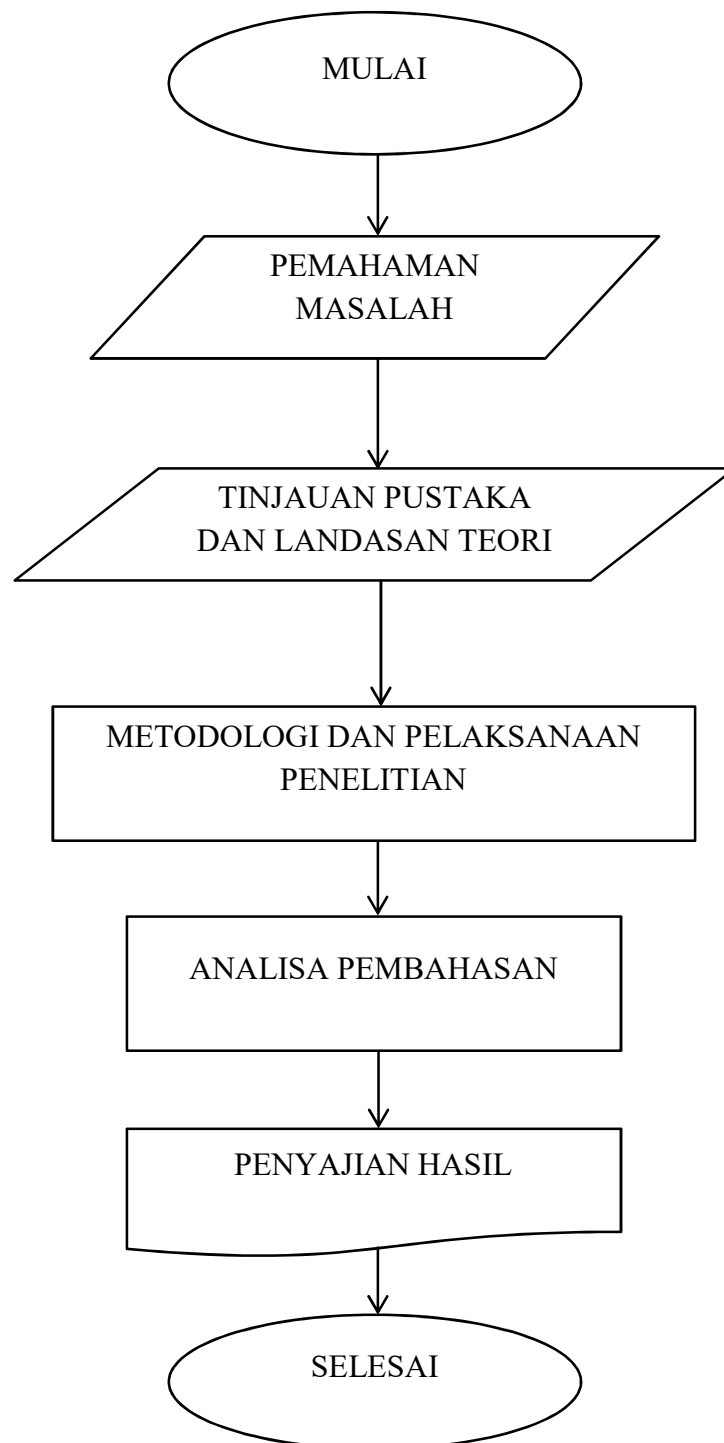 MULAI
PEMAHAMAN
MASALAH
TINJAUAN PUSTAKA
DAN LANDASAN TEORI
METODOLOGI DAN PELAKSANAAN
PENELITIAN
ANALISA PEMBAHASAN
PENYAJIAN HASIL
SELESAI